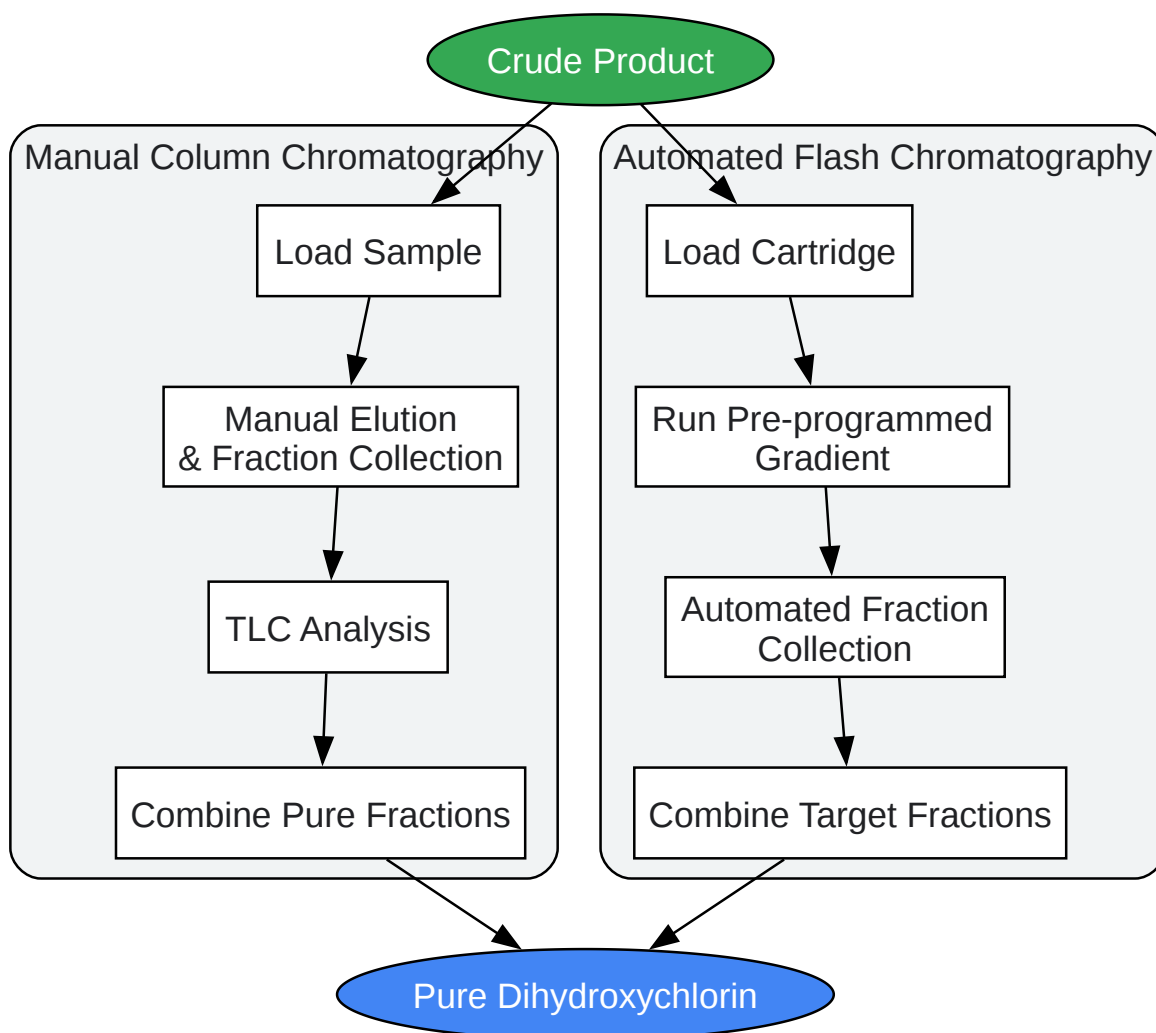 Crude Product
Manual Column Chromatography
Load Sample
Manual Elution
& Fraction Collection
TLC Analysis
Combine Pure Fractions
Automated Flash Chromatography
Load Cartridge
Run Pre-programmed
Gradient
Automated Fraction
Collection
Combine Target Fractions
Pure Dihydroxychlorin